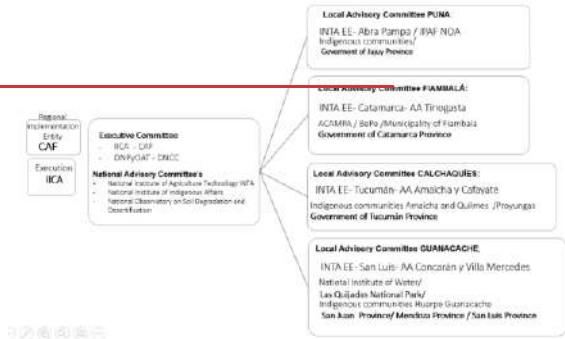 Regional
Implementation
Entity
CAF
Execution
IICA
Executive Committee
- IICA - CAF
- DNPyOAT - DNCC
National Advisory Committee's
• National Institute of Agriculture Technology INTA
• National Institute of Indigenous Affairs
• National Observatory on Soil Degradation and
Desertification
Local Advisory Committee PUNA:
INTA EE- Abra Pampa / IPAF NOA
Indigenous communities/
Goverment of Jujuy Province
Local Advisory Committee FIAMBALÁ:
INTA EE- Catamarca- AA Tinogasta
ACAMPA / BePe /Municipality of Fiambala
Government of Catamarca Province
Local Advisory Committee CALCHAQUÍES:
INTA EE- Tucumán- AA Amaicha y Cafayate
Indigenous communities Amaicha and Quilmes /Proyungas
Government of Tucumán Province
Local Advisory Committee GUANACACHE:
INTA EE- San Luis- AA Concarán y Villa Mercedes
National Institute of Water/
Las Quijadas National Park/
Indigenous communities Huarpe Guanacache
San Juan Province/ Mendoza Province / San Luis Province